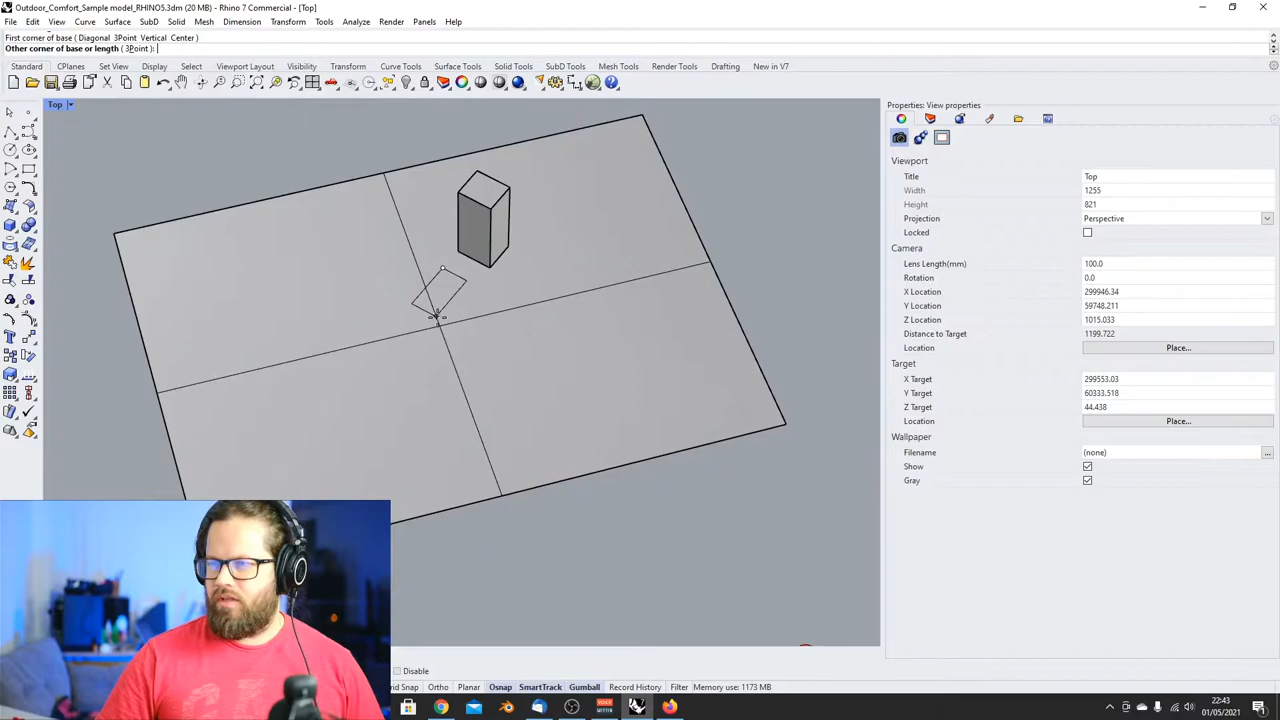 Outdoor_Comfort_Sample model_RHINO5.3dm (20 MB) - Rhino 7 Commercial - [Top]
File Edit View Curve Surface SubD Solid Mesh Dimension Transform Tools Analyze Render Panels Help
First corner of base ( Diagonal 3Point Vertical Center )
Other corner of base or length ( 3Point ):
Standard CPlanes Set View Display Select Viewport Layout Visibility Transform Curve Tools Surface Tools Solid Tools SubD Tools Mesh Tools Render Tools Drafting New in V7
Top
Properties: View properties
Viewport
Title Top
Width 1255
Height 821
Projection Perspective
Locked
Camera
Lens Length(mm) 100.0
Rotation 0.0
X Location 299946.34
Y Location 59748.211
Z Location 1015.033
Distance to Target 1199.722
Location Place...
Target
X Target 299553.03
Y Target 60333.518
Z Target 44.438
Location Place...
Wallpaper
Filename (none) ...
Show
Gray
Disable
rid Snap Ortho Planar Osnap SmartTrack Gumball Record History Filter Memory use: 1173 MB
22:43
01/05/2021